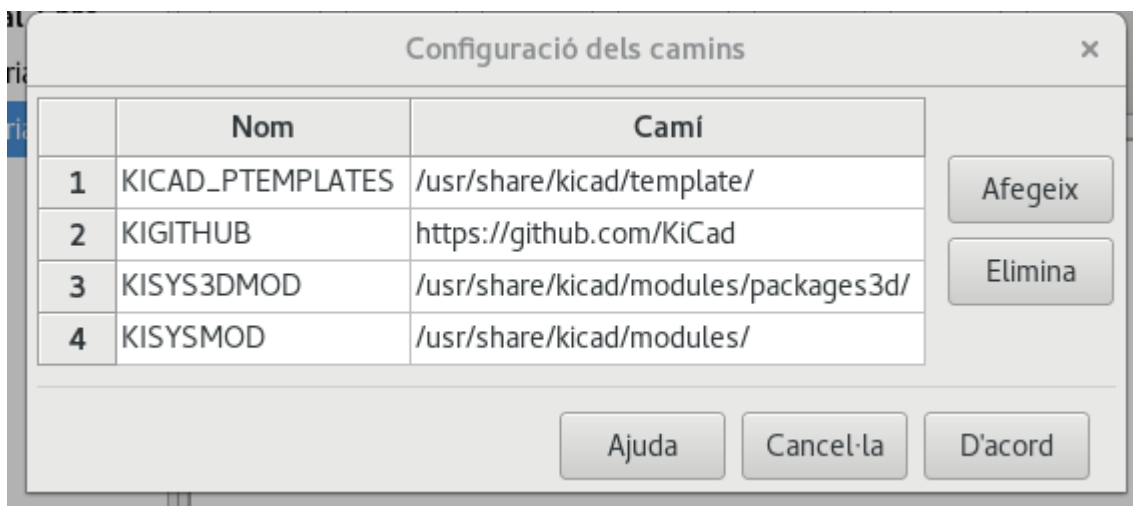 Configuració dels camins ×
Nom Camí
1 KICAD_PTEMPLATES /usr/share/kicad/template/
Afegeix
2 KIGITHUB https://github.com/KiCad
3 KISYS3DMOD /usr/share/kicad/modules/packages3d/
Elimina
4 KISYSMOD /usr/share/kicad/modules/
Ajuda Cancel·la D'acord